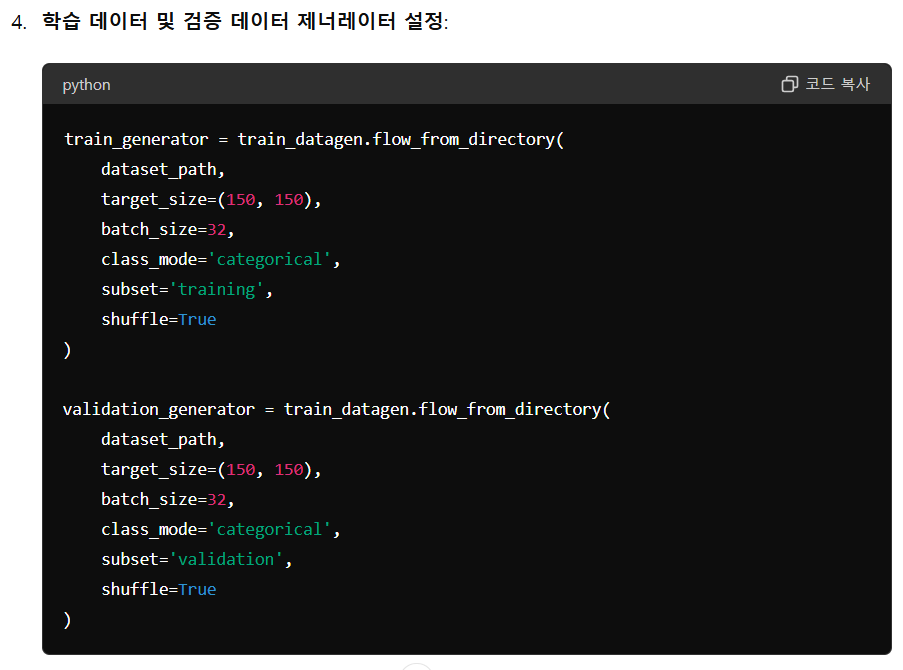 4. 학습 데이터 및 검증 데이터 제너레이터 설정:
python 코드 복사
train_generator = train_datagen.flow_from_directory(
    dataset_path,
    target_size=(150, 150),
    batch_size=32,
    class_mode='categorical',
    subset='training',
    shuffle=True
)
validation_generator = train_datagen.flow_from_directory(
    dataset_path,
    target_size=(150, 150),
    batch_size=32,
    class_mode='categorical',
    subset='validation',
    shuffle=True
)